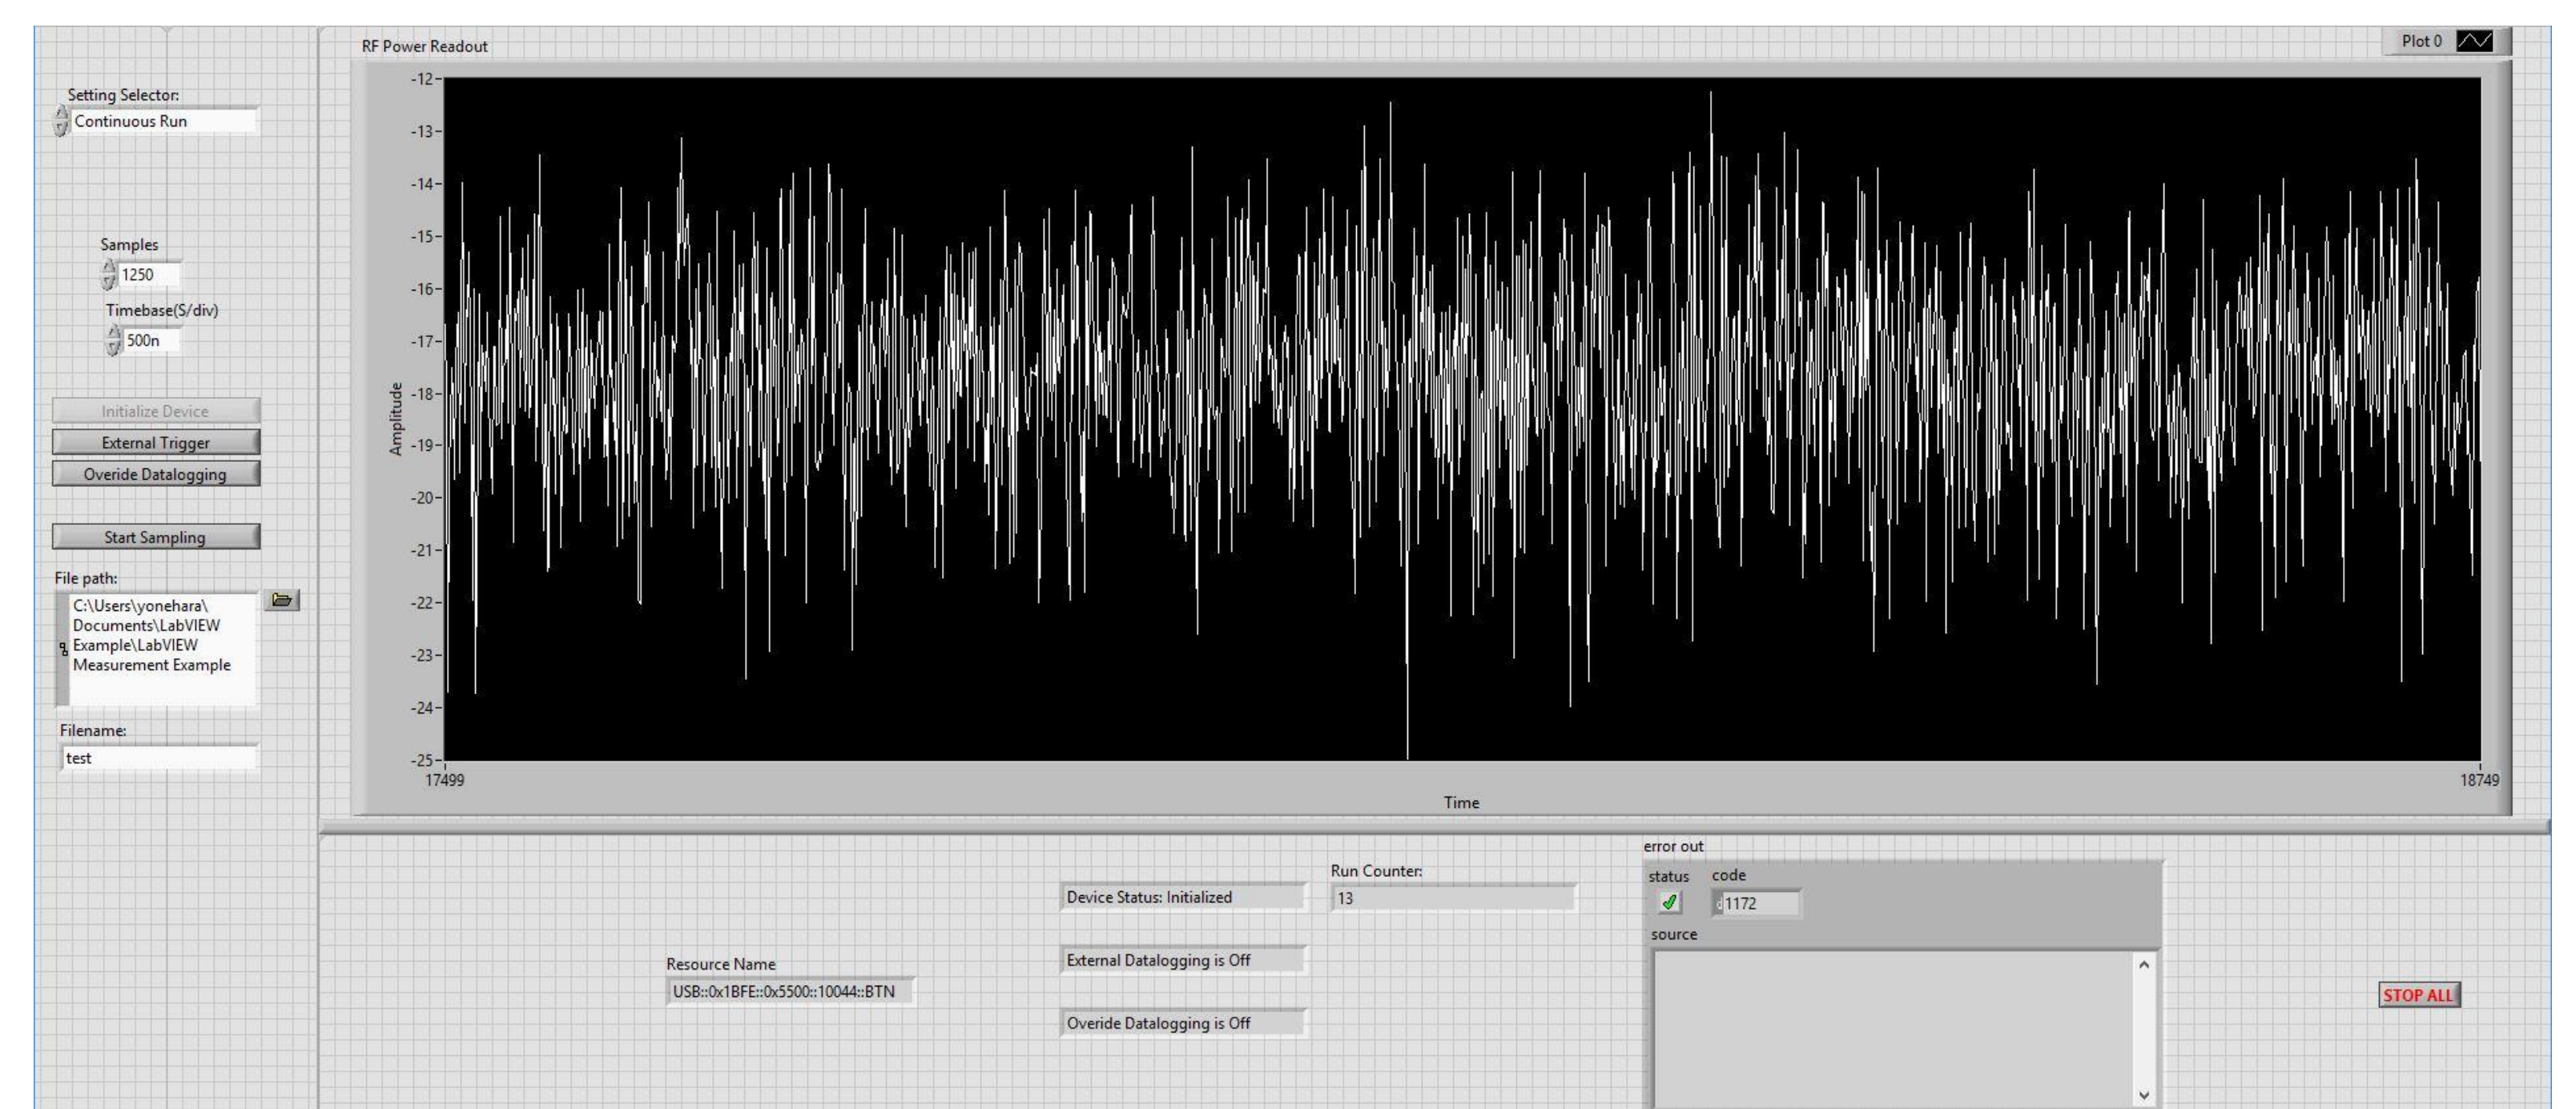 Setting Selector:
Continuous Run
Samples
1250
Timebase(S/div)
500n
Initialize Device
External Trigger
Overide Datalogging
Start Sampling
File path:
C:\Users\yonehara\
Documents\LabVIEW
Example\LabVIEW
Measurement Example
Filename:
test
RF Power Readout
Plot 0
-12
-13
-14
-15
-16
-17
-18
-19
-20
-21
-22
-23
-24
-25
Amplitude
17499
18749
Time
Resource Name
USB::0x1BFE::0x5500::10044::BTN
Device Status: Initialized
External Datalogging is Off
Overide Datalogging is Off
Run Counter:
13
error out
status code
d 1172
source
STOP ALL